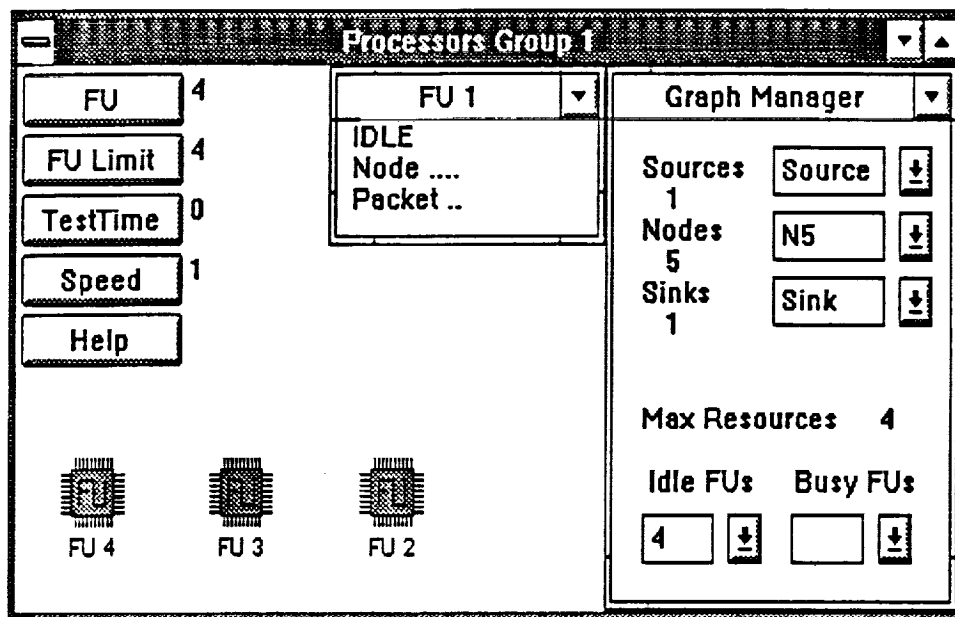 Processors Group 1
FU 4
FU Limit 4
TestTime 0
Speed 1
Help
FU 1
IDLE
Node ....
Packet ..
Graph Manager
Sources Source
1
Nodes N5
5
Sinks Sink
1
Max Resources 4
Idle FUs Busy FUs
4
FU FU FU
FU 4 FU 3 FU 2